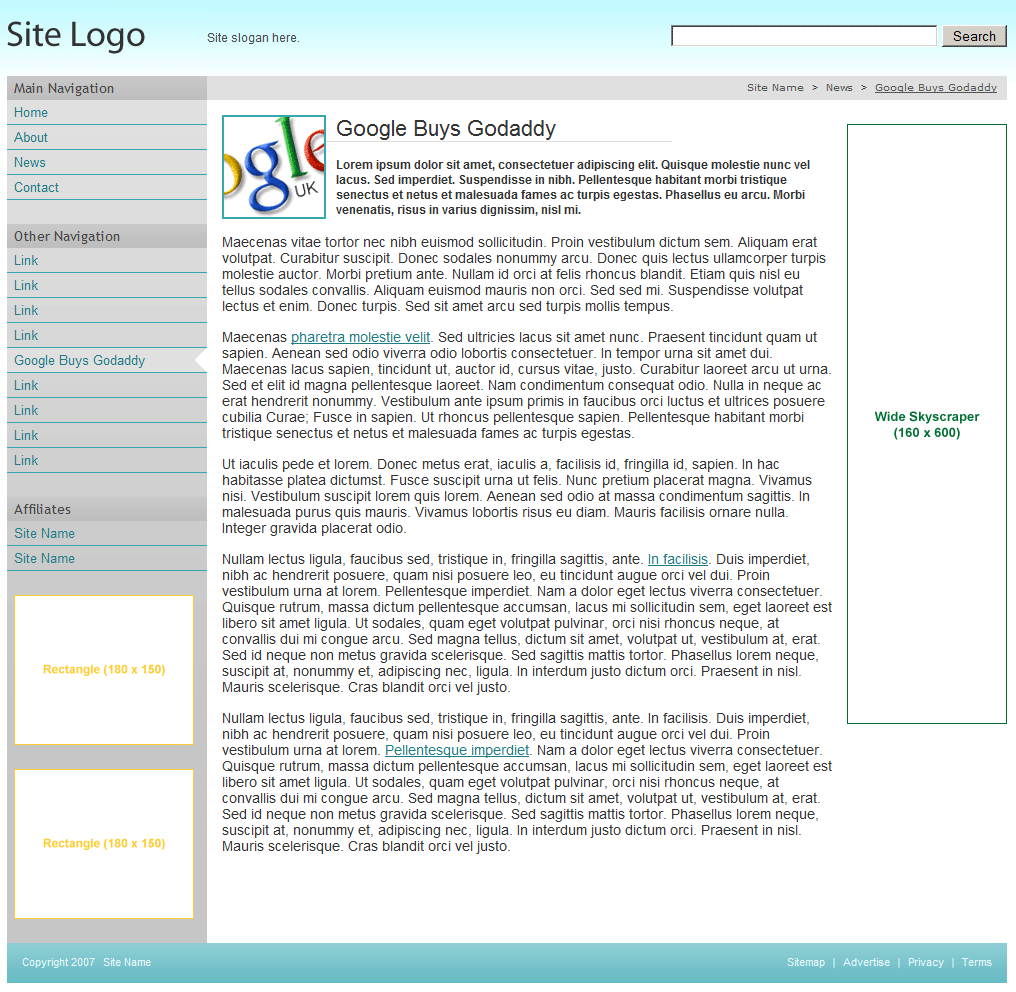 Site Logo
Site slogan here.
Search
Main Navigation
Home
About
News
Contact
Other Navigation
Link
Link
Link
Link
Google Buys Godaddy
Link
Link
Link
Link
Affiliates
Site Name
Site Name
Rectangle (180 x 150)
Rectangle (180 x 150)
Site Name > News > Google Buys Godaddy
ogle
UK
Google Buys Godaddy
Lorem ipsum dolor sit amet, consectetuer adipiscing elit. Quisque molestie nunc vel
lacus. Sed imperdiet. Suspendisse in nibh. Pellentesque habitant morbi tristique
senectus et netus et malesuada fames ac turpis egestas. Phasellus eu arcu. Morbi
venenatis, risus in varius dignissim, nisl mi.
Maecenas vitae tortor nec nibh euismod sollicitudin. Proin vestibulum dictum sem. Aliquam erat
volutpat. Curabitur suscipit. Donec sodales nonummy arcu. Donec quis lectus ullamcorper turpis
molestie auctor. Morbi pretium ante. Nullam id orci at felis rhoncus blandit. Etiam quis nisl eu
tellus sodales convallis. Aliquam euismod mauris non orci. Sed sed mi. Suspendisse volutpat
lectus et enim. Donec turpis. Sed sit amet arcu sed turpis mollis tempus.
Maecenas pharetra molestie velit. Sed ultricies lacus sit amet nunc. Praesent tincidunt quam ut
sapien. Aenean sed odio viverra odio lobortis consectetuer. In tempor urna sit amet dui.
Maecenas lacus sapien, tincidunt ut, auctor id, cursus vitae, justo. Curabitur laoreet arcu ut urna.
Sed et elit id magna pellentesque laoreet. Nam condimentum consequat odio. Nulla in neque ac
erat hendrerit nonummy. Vestibulum ante ipsum primis in faucibus orci luctus et ultrices posuere
cubilia Curae; Fusce in sapien. Ut rhoncus pellentesque sapien. Pellentesque habitant morbi
tristique senectus et netus et malesuada fames ac turpis egestas.
Ut iaculis pede et lorem. Donec metus erat, iaculis a, facilisis id, fringilla id, sapien. In hac
habitasse platea dictumst. Fusce suscipit urna ut felis. Nunc pretium placerat magna. Vivamus
nisi. Vestibulum suscipit lorem quis lorem. Aenean sed odio at massa condimentum sagittis. In
malesuada purus quis mauris. Vivamus lobortis risus eu diam. Mauris facilisis ornare nulla.
Integer gravida placerat odio.
Nullam lectus ligula, faucibus sed, tristique in, fringilla sagittis, ante. In facilisis. Duis imperdiet,
nibh ac hendrerit posuere, quam nisi posuere leo, eu tincidunt augue orci vel dui. Proin
vestibulum urna at lorem. Pellentesque imperdiet. Nam a dolor eget lectus viverra consectetuer.
Quisque rutrum, massa dictum pellentesque accumsan, lacus mi sollicitudin sem, eget laoreet est
libero sit amet ligula. Ut sodales, quam eget volutpat pulvinar, orci nisi rhoncus neque, at
convallis dui mi congue arcu. Sed magna tellus, dictum sit amet, volutpat ut, vestibulum at, erat.
Sed id neque non metus gravida scelerisque. Sed sagittis mattis tortor. Phasellus lorem neque,
suscipit at, nonummy et, adipiscing nec, ligula. In interdum justo dictum orci. Praesent in nisl.
Mauris scelerisque. Cras blandit orci vel justo.
Nullam lectus ligula, faucibus sed, tristique in, fringilla sagittis, ante. In facilisis. Duis imperdiet,
nibh ac hendrerit posuere, quam nisi posuere leo, eu tincidunt augue orci vel dui. Proin
vestibulum urna at lorem. Pellentesque imperdiet. Nam a dolor eget lectus viverra consectetuer.
Quisque rutrum, massa dictum pellentesque accumsan, lacus mi sollicitudin sem, eget laoreet est
libero sit amet ligula. Ut sodales, quam eget volutpat pulvinar, orci nisi rhoncus neque, at
convallis dui mi congue arcu. Sed magna tellus, dictum sit amet, volutpat ut, vestibulum at, erat.
Sed id neque non metus gravida scelerisque. Sed sagittis mattis tortor. Phasellus lorem neque,
suscipit at, nonummy et, adipiscing nec, ligula. In interdum justo dictum orci. Praesent in nisl.
Mauris scelerisque. Cras blandit orci vel justo.
Wide Skyscraper
(160 x 600)
Copyright 2007 Site Name
Sitemap | Advertise | Privacy | Terms